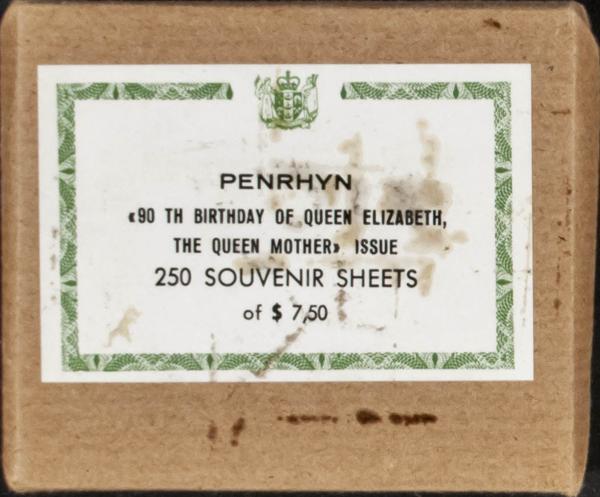 PENRHYN
«90 TH BIRTHDAY OF QUEEN ELIZABETH,
THE QUEEN MOTHER» ISSUE
250 SOUVENIR SHEETS
of $ 7,50